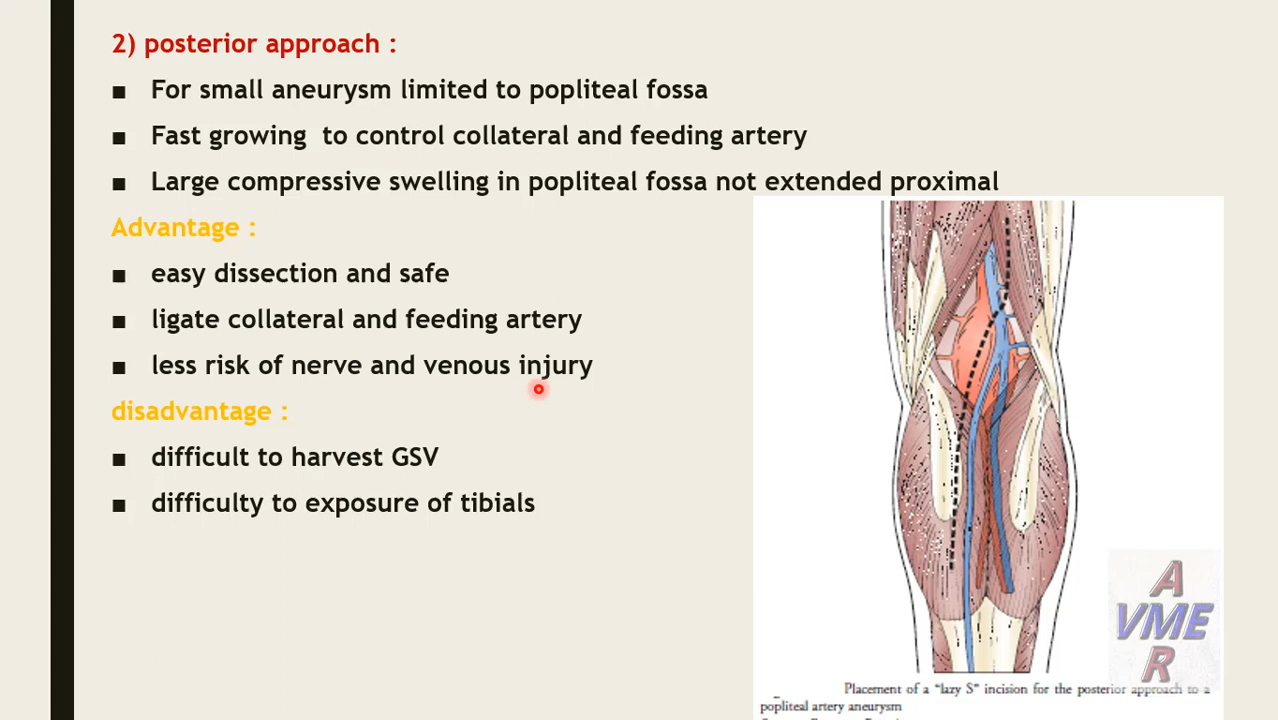 2) posterior approach :
■ For small aneurysm limited to popliteal fossa
■ Fast growing to control collateral and feeding artery
■ Large compressive swelling in popliteal fossa not extended proximal
Advantage :
■ easy dissection and safe
■ ligate collateral and feeding artery
■ less risk of nerve and venous injury
disadvantage :
■ difficult to harvest GSV
■ difficulty to exposure of tibials
A
VME
R
Placement of a "lazy S" incision for the posterior approach to a
popliteal artery aneurysm